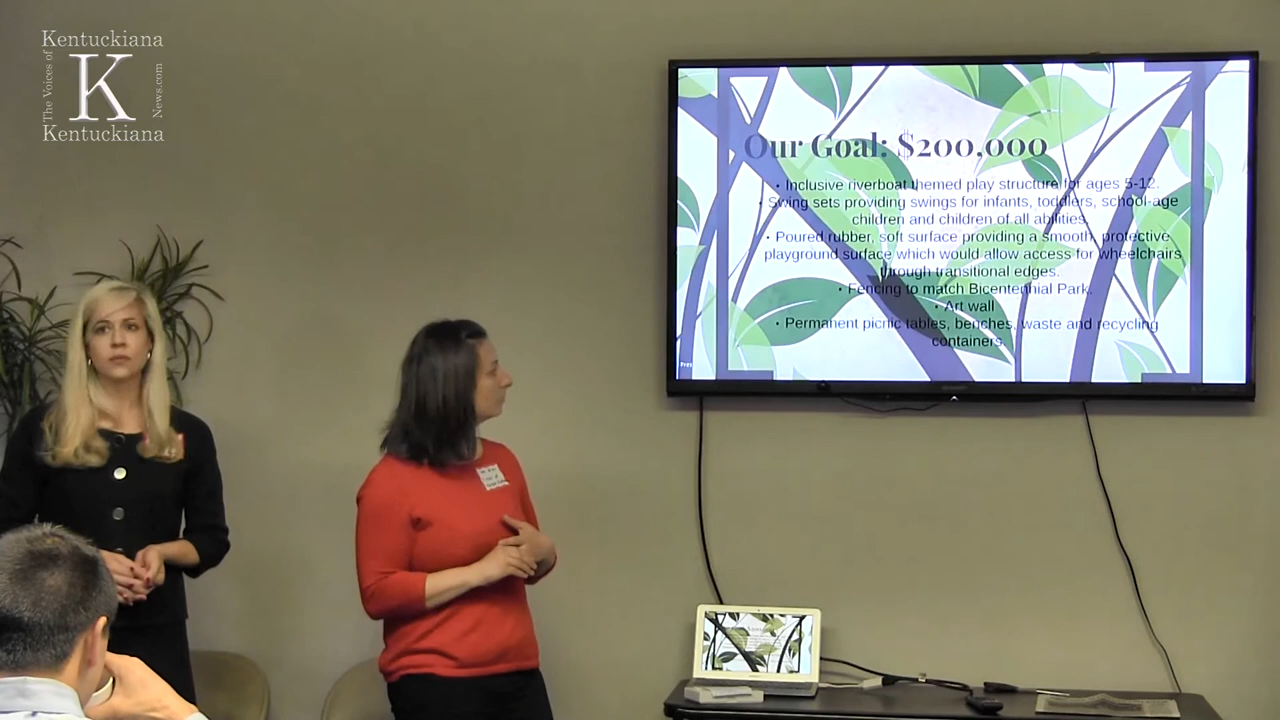 Kentuckiana
The Voices of
K
News.com
Kentuckiana
Our Goal: $200,000
• Inclusive riverboat themed play structure for ages 5-12.
• Swing sets providing swings for infants, toddlers, school-age
children and children of all abilities.
• Poured rubber, soft surface providing a smooth, protective
playground surface which would allow access for wheelchairs
through transitional edges.
• Fencing to match Bicentennial Park.
• Art wall
• Permanent picnic tables, benches, waste and recycling
containers.